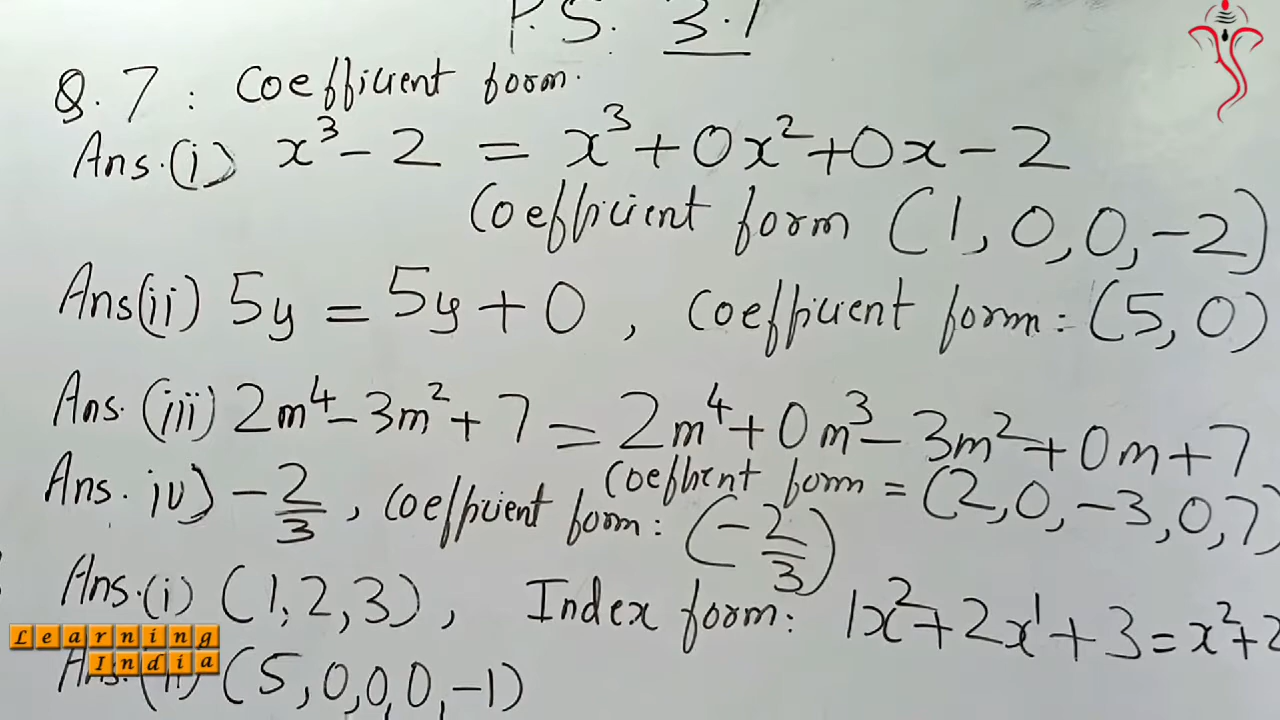 P.S. 3.1
Q.7 : Coefficient form.
Ans.(i) x³ - 2 = x³ + 0x² + 0x - 2
Coefficient form (1, 0, 0, -2)
Ans(ii) 5y = 5y + 0 , Coefficient form: (5, 0)
Ans. (iii) 2m⁴ - 3m² + 7 = 2m⁴ + 0m³ - 3m² + 0m + 7
Coefficient form = (2, 0, -3, 0, 7)
Ans. iv) -2/3 , Coefficient form: (-2/3)
Ans.(i) (1, 2, 3) , Index form: 1x² + 2x¹ + 3 = x² + 2
Ans.(ii) (5, 0, 0, 0, -1)
Learning
India